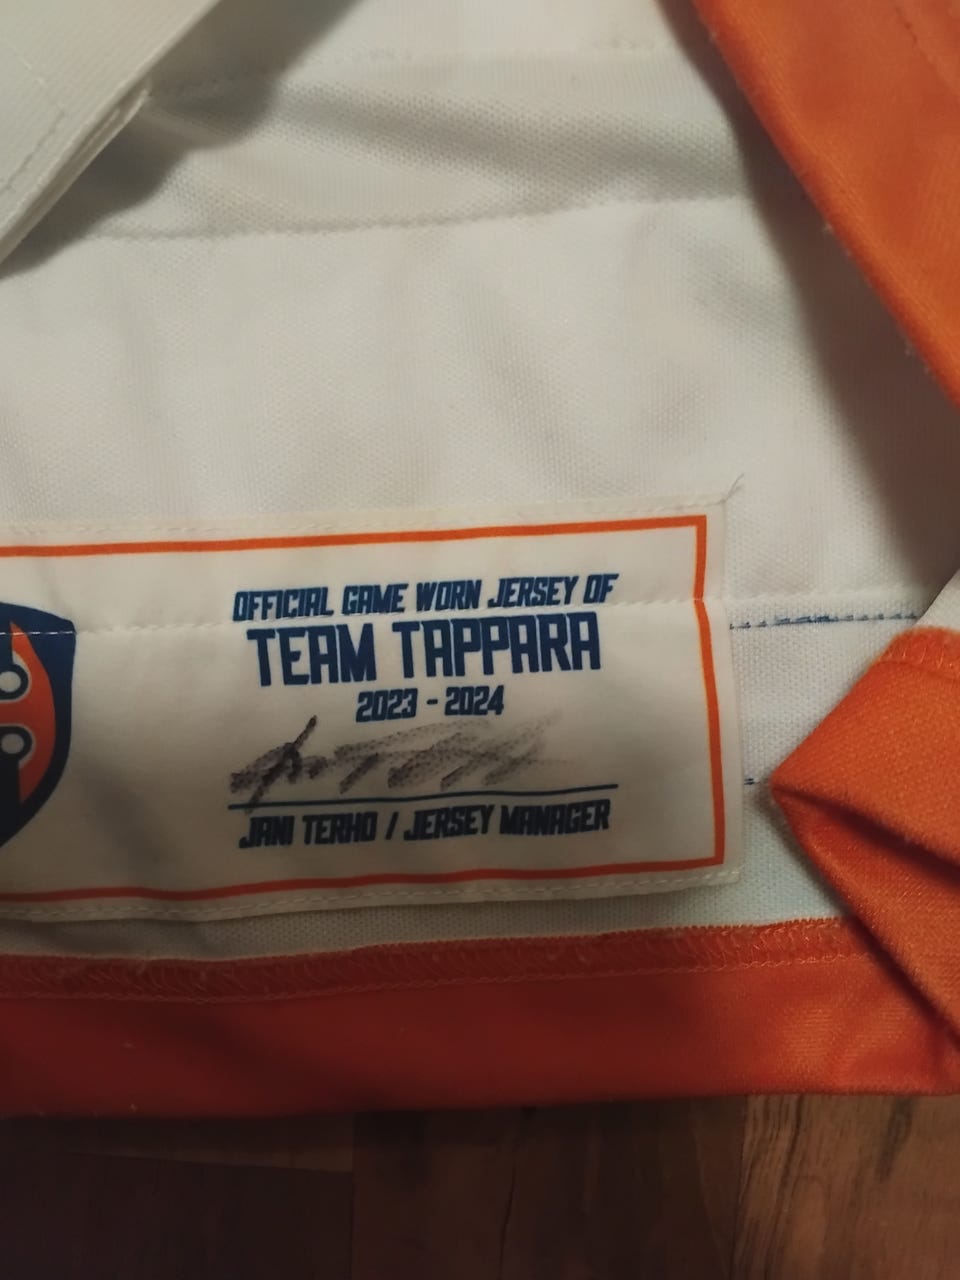 OFFICIAL GAME WORN JERSEY OF
TEAM TAPPARA
2023 - 2024
JANI TERHO / JERSEY MANAGER